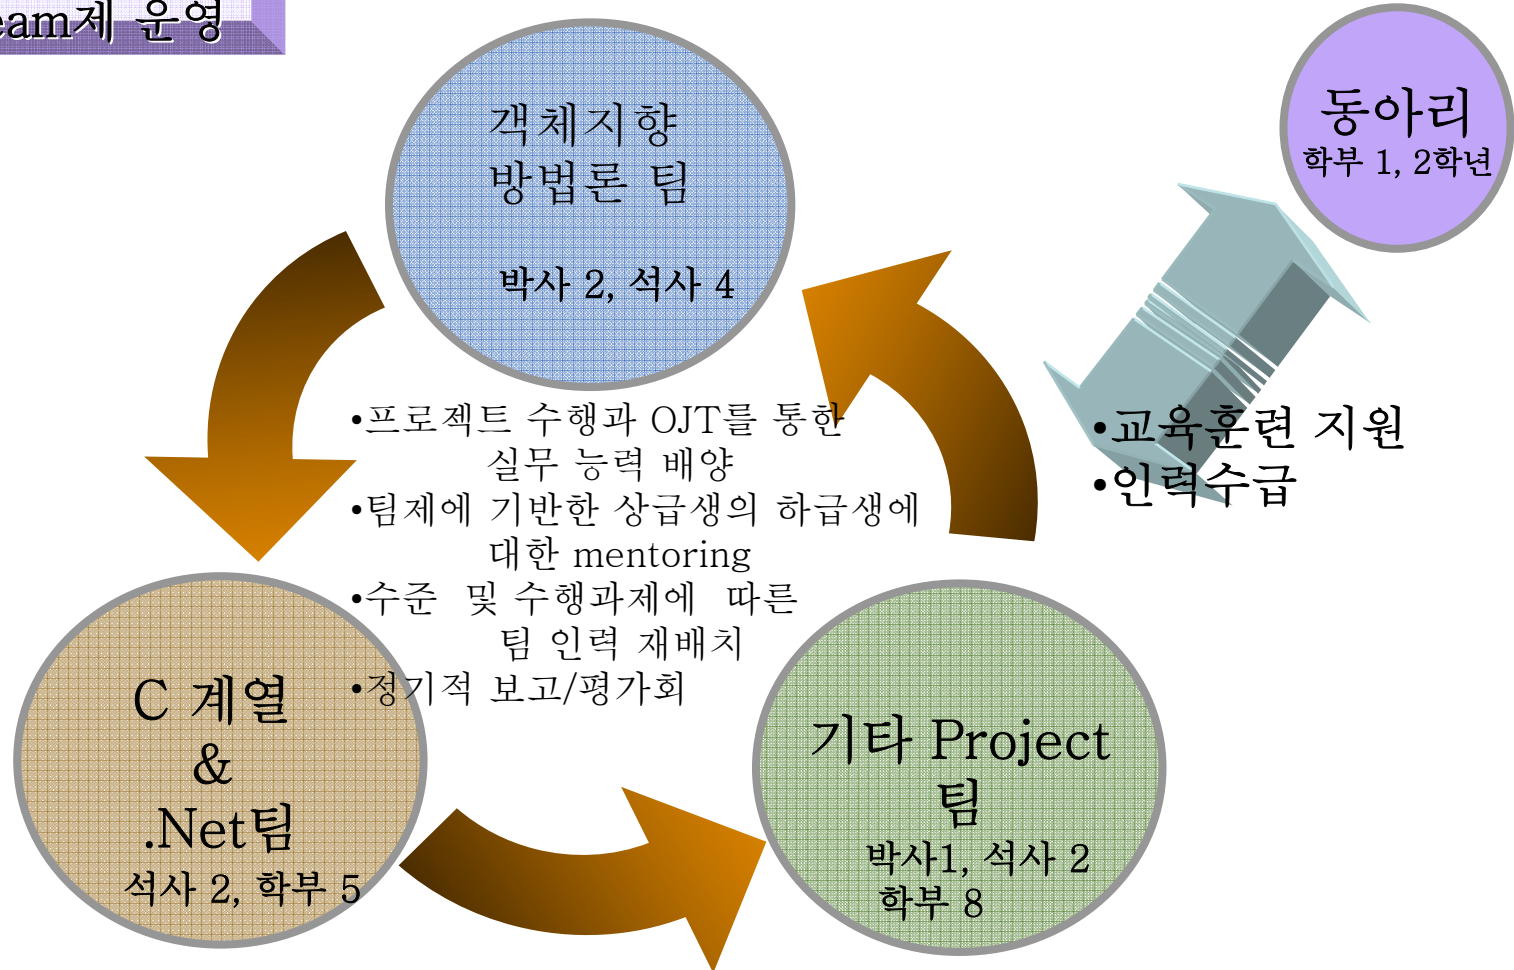 eam제 운영
객체지향
방법론 팀
박사 2, 석사 4
동아리
학부 1, 2학년
•교육훈련 지원
•인력수급
•프로젝트 수행과 OJT를 통한
실무 능력 배양
•팀제에 기반한 상급생의 하급생에
대한 mentoring
•수준 및 수행과제에 따른
팀 인력 재배치
•정기적 보고/평가회
C 계열
&
.Net팀
석사 2, 학부 5
기타 Project
팀
박사1, 석사 2
학부 8